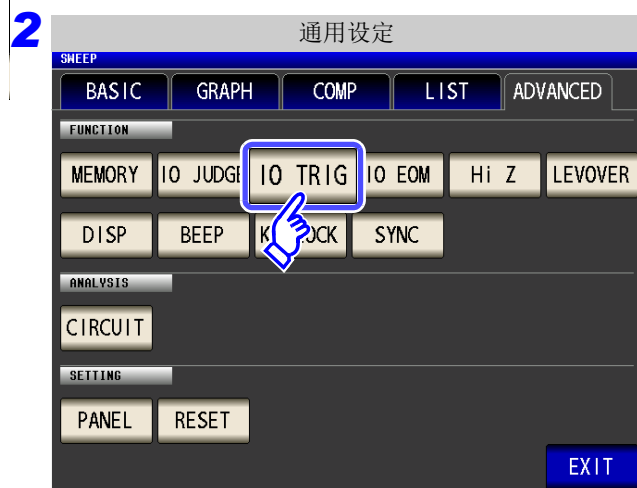 2
通用设定
SWEEP
BASIC GRAPH COMP LIST ADVANCED
FUNCTION
MEMORY IO JUDGE IO TRIG IO EOM Hi Z LEVOVER
DISP BEEP SYNC
ANALYSIS
CIRCUIT
SETTING
PANEL RESET
EXIT